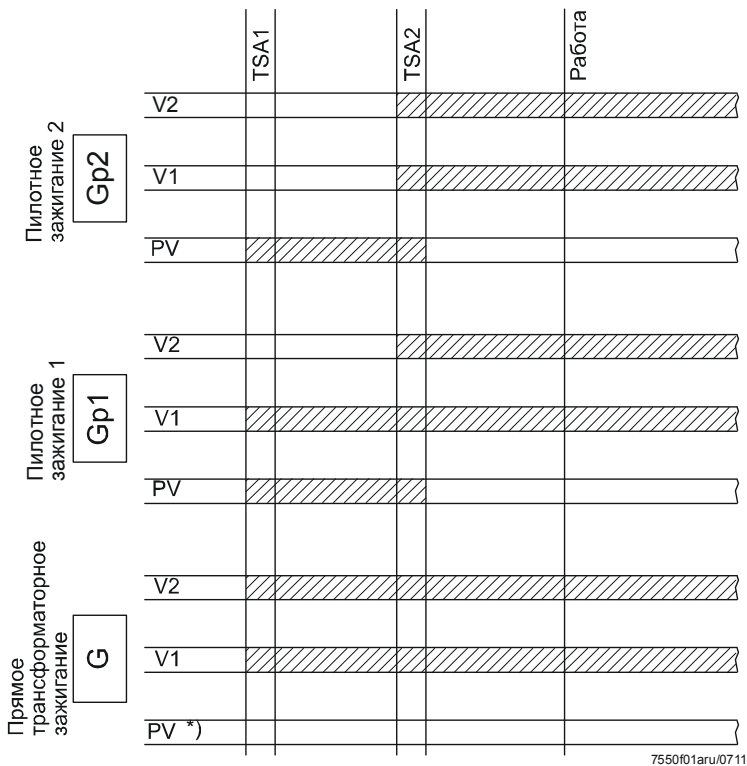 TSA1
TSA2
Работа
Пилотное
зажигание 2
Gp2
V2
V1
PV
Пилотное
зажигание 1
Gp1
V2
V1
PV
Прямое
трансформаторное
зажигание
G
V2
V1
PV *)
7550f01aru/0711